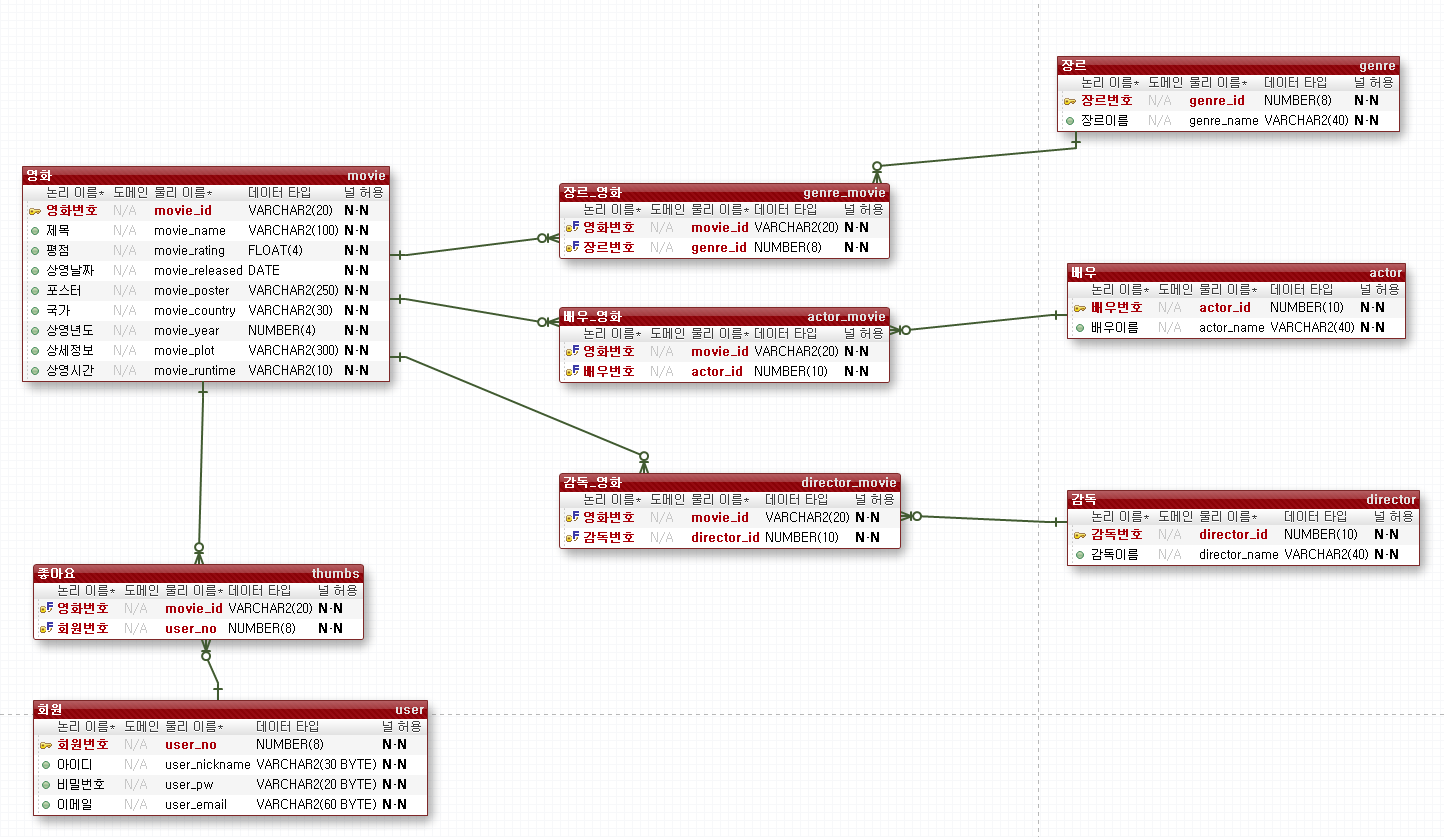 장르 genre
논리 이름* 도메인 물리 이름* 데이터 타입 널 허용
장르번호 N/A genre_id NUMBER(8) N-N
장르이름 N/A genre_name VARCHAR2(40) N-N
영화 movie
논리 이름* 도메인 물리 이름* 데이터 타입 널 허용
영화번호 N/A movie_id VARCHAR2(20) N-N
제목 N/A movie_name VARCHAR2(100) N-N
평점 N/A movie_rating FLOAT(4) N-N
상영날짜 N/A movie_released DATE N-N
포스터 N/A movie_poster VARCHAR2(250) N-N
국가 N/A movie_country VARCHAR2(30) N-N
상영년도 N/A movie_year NUMBER(4) N-N
상세정보 N/A movie_plot VARCHAR2(300) N-N
상영시간 N/A movie_runtime VARCHAR2(10) N-N
장르_영화 genre_movie
논리 이름* 도메인 물리 이름* 데이터 타입 널 허용
영화번호 N/A movie_id VARCHAR2(20) N-N
장르번호 N/A genre_id NUMBER(8) N-N
배우 actor
논리 이름* 도메인 물리 이름* 데이터 타입 널 허용
배우번호 N/A actor_id NUMBER(10) N-N
배우이름 N/A actor_name VARCHAR2(40) N-N
배우_영화 actor_movie
논리 이름* 도메인 물리 이름* 데이터 타입 널 허용
영화번호 N/A movie_id VARCHAR2(20) N-N
배우번호 N/A actor_id NUMBER(10) N-N
감독_영화 director_movie
논리 이름* 도메인 물리 이름* 데이터 타입 널 허용
영화번호 N/A movie_id VARCHAR2(20) N-N
감독번호 N/A director_id NUMBER(10) N-N
감독 director
논리 이름* 도메인 물리 이름* 데이터 타입 널 허용
감독번호 N/A director_id NUMBER(10) N-N
감독이름 N/A director_name VARCHAR2(40) N-N
좋아요 thumbs
논리 이름* 도메인 물리 이름* 데이터 타입 널 허용
영화번호 N/A movie_id VARCHAR2(20) N-N
회원번호 N/A user_no NUMBER(8) N-N
회원 user
논리 이름* 도메인 물리 이름* 데이터 타입 널 허용
회원번호 N/A user_no NUMBER(8) N-N
아이디 N/A user_nickname VARCHAR2(30 BYTE) N-N
비밀번호 N/A user_pw VARCHAR2(20 BYTE) N-N
이메일 N/A user_email VARCHAR2(60 BYTE) N-N